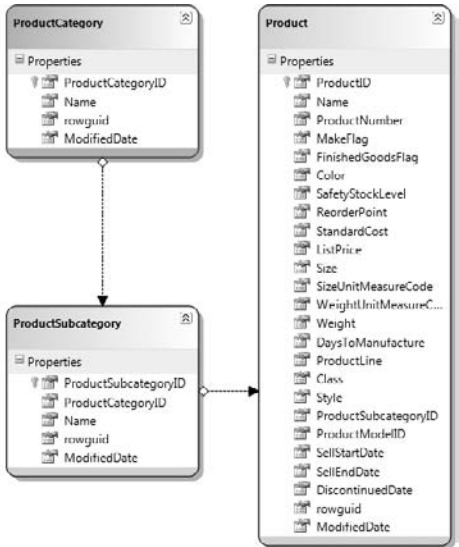 ProductCategory
Properties
ProductCategoryID
Name
rowguid
ModifiedDate
ProductSubcategory
Properties
ProductSubcategoryID
ProductCategoryID
Name
rowguid
ModifiedDate
Product
Properties
ProductID
Name
ProductNumber
MakeFlag
FinishedGoodsFlag
Color
SafetyStockLevel
ReorderPoint
StandardCost
ListPrice
Size
SizeUnitMeasureCode
WeightUnitMeasureC...
Weight
DaysToManufacture
ProductLine
Class
Style
ProductSubcategoryID
ProductModelID
SellStartDate
SellEndDate
DiscontinuedDate
rowguid
ModifiedDate